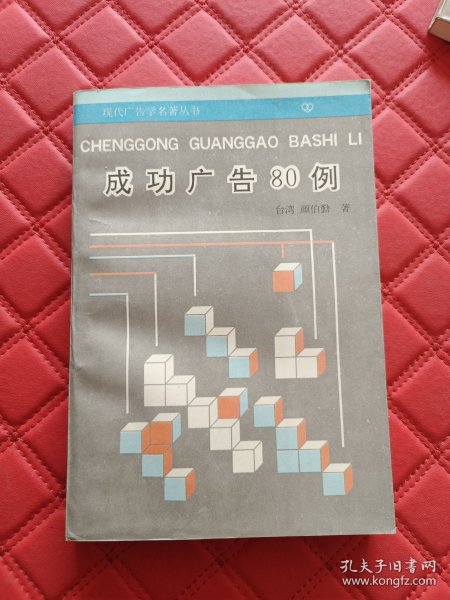 现代广告学名著丛书
CHENGGONG GUANGGAO BASHI LI
成功广告80例
台湾 颜伯勤 著
孔夫子旧书网
www.kongfz.com